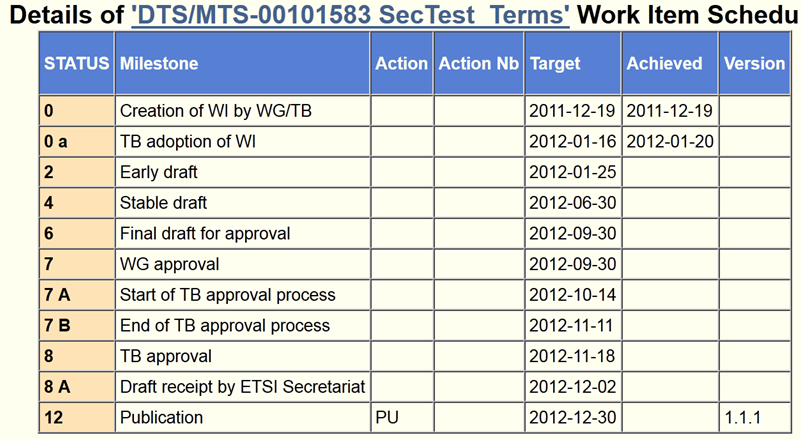 Details of 'DTS/MTS-00101583 SecTest_Terms' Work Item Schedu
STATUS Milestone Action Action Nb Target Achieved Version
0 Creation of WI by WG/TB 2011-12-19 2011-12-19
0 a TB adoption of WI 2012-01-16 2012-01-20
2 Early draft 2012-01-25
4 Stable draft 2012-06-30
6 Final draft for approval 2012-09-30
7 WG approval 2012-09-30
7 A Start of TB approval process 2012-10-14
7 B End of TB approval process 2012-11-11
8 TB approval 2012-11-18
8 A Draft receipt by ETSI Secretariat 2012-12-02
12 Publication PU 2012-12-30 1.1.1